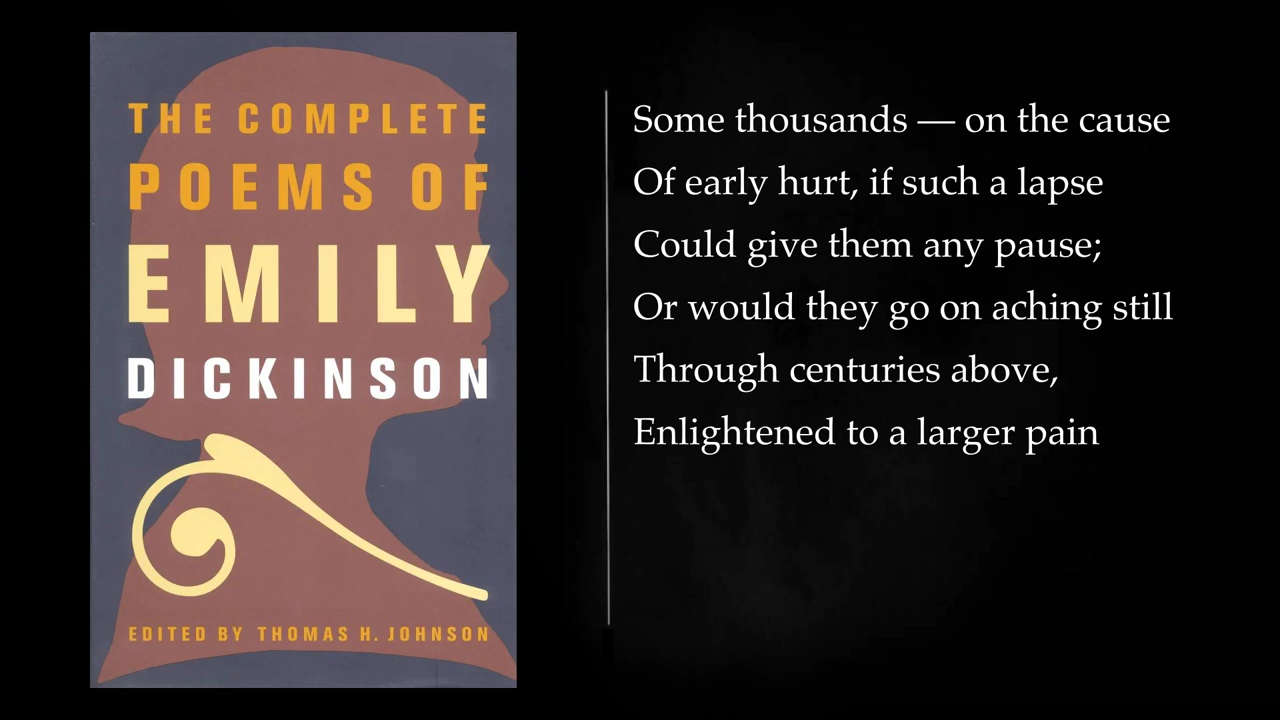 THE COMPLETE
POEMS OF
EMILY
DICKINSON
EDITED BY THOMAS H. JOHNSON
Some thousands — on the cause
Of early hurt, if such a lapse
Could give them any pause;
Or would they go on aching still
Through centuries above,
Enlightened to a larger pain